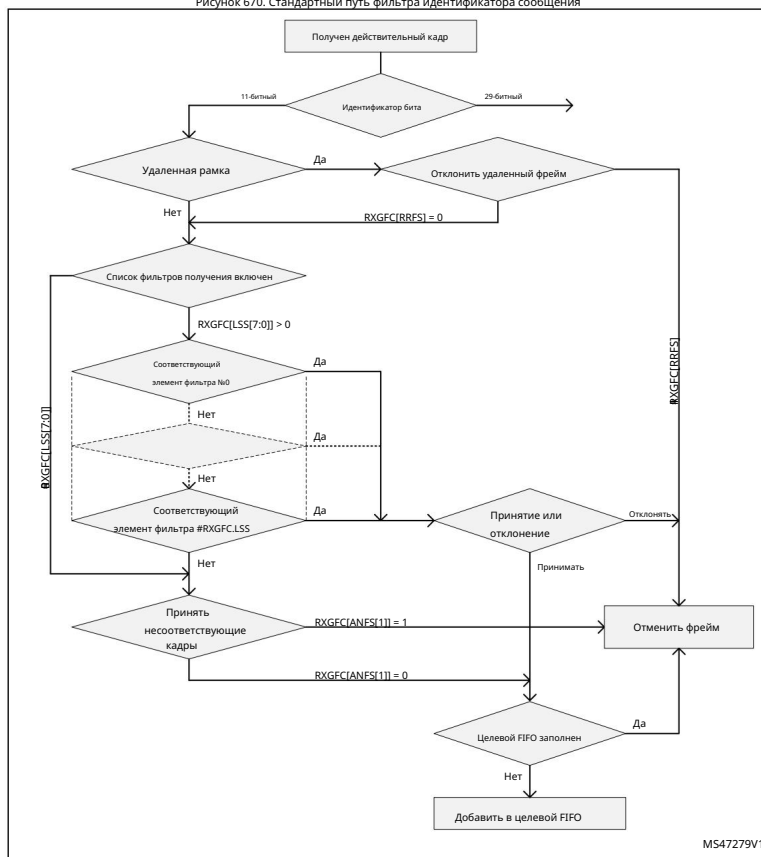 Рисунок 670. Стандартный путь фильтра идентификатора сообщения
Получен действительный кадр
11-битный
Идентификатор бита
29-битный
Удаленная рамка
Да
Отклонить удаленный фрейм
Нет
RXGFC[RRFS] = 0
Список фильтров получения включен
RXGFC[LSS[7:0]] > 0
RXGFC[RRFS]
RXGFC[LSS[7:0]]
Соответствующий
элемент фильтра №0
Да
Нет
Да
Нет
Соответствующий
элемент фильтра #RXGFC.LSS
Да
Принятие или
отклонение
Отклонять
Нет
Принимать
Принять
несоответствующие
кадры
RXGFC[ANFS[1]] = 1
Отменить фрейм
RXGFC[ANFS[1]] = 0
Целевой FIFO заполнен
Да
Нет
Добавить в целевой FIFO
MS47279V1